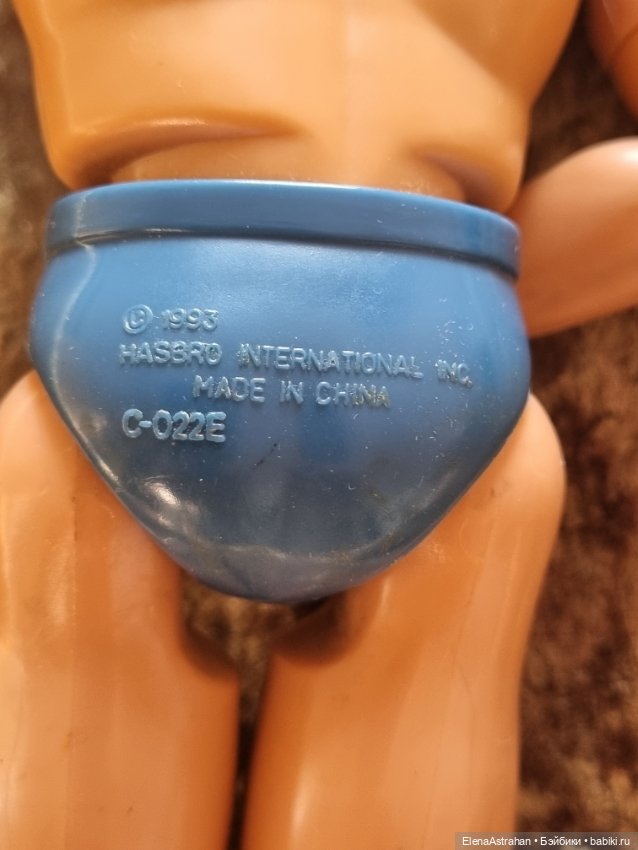 © 1993
HASBRO INTERNATIONAL INC.
MADE IN CHINA
C-022E
ElenaAstrahan • Бэйбики • babiki.ru